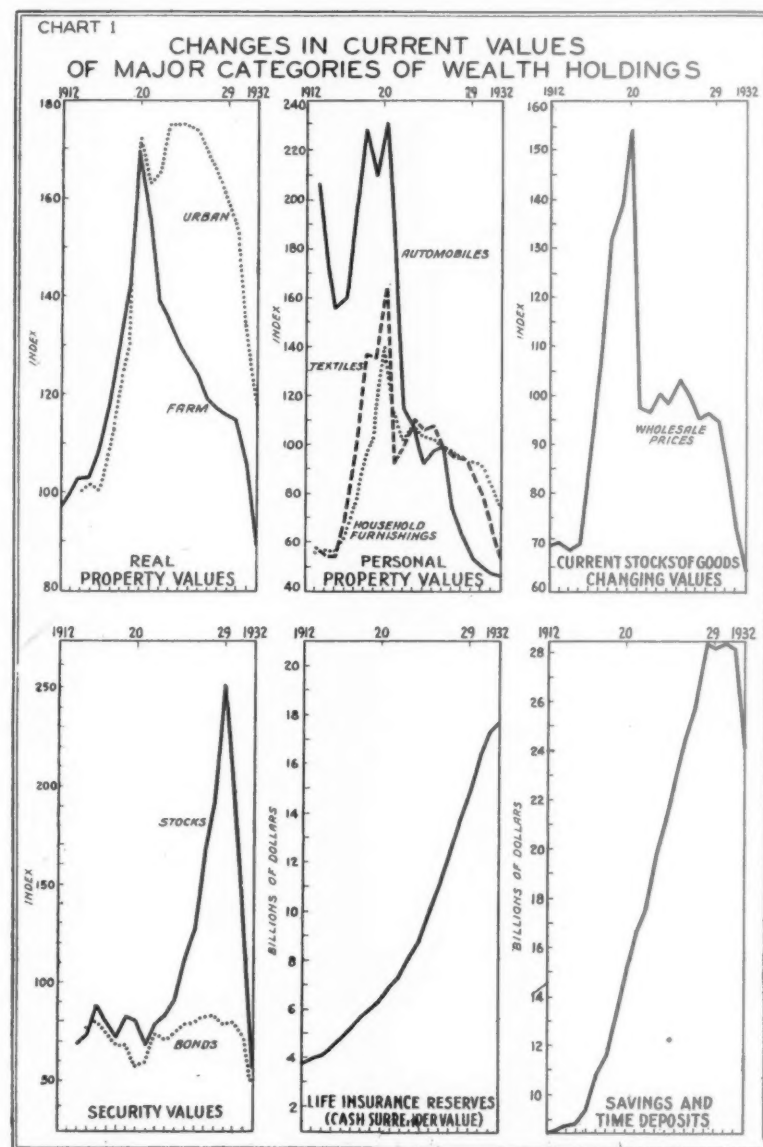 CHART 1
CHANGES IN CURRENT VALUES
OF MAJOR CATEGORIES OF WEALTH HOLDINGS
1912 20 29 1932
180
160
140
120
100
80
INDEX
URBAN
FARM
REAL
PROPERTY VALUES
1912 20 29 1932
240
220
200
180
160
140
120
100
80
60
40
INDEX
AUTOMOBILES
TEXTILES
HOUSEHOLD
FURNISHINGS
PERSONAL
PROPERTY VALUES
1912 20 29 1932
160
150
140
130
120
110
100
90
80
70
60
INDEX
WHOLESALE
PRICES
CURRENT STOCKS OF GOODS
CHANGING VALUES
1912 20 29 1932
250
200
150
100
50
INDEX
STOCKS
BONDS
SECURITY VALUES
1912 20 29 1932
20
18
16
14
12
10
8
6
4
2
BILLIONS OF DOLLARS
LIFE INSURANCE RESERVES
(CASH SURRENDER VALUE)
1912 20 29 1932
28
26
24
22
20
18
16
14
12
10
BILLIONS OF DOLLARS
SAVINGS AND
TIME DEPOSITS